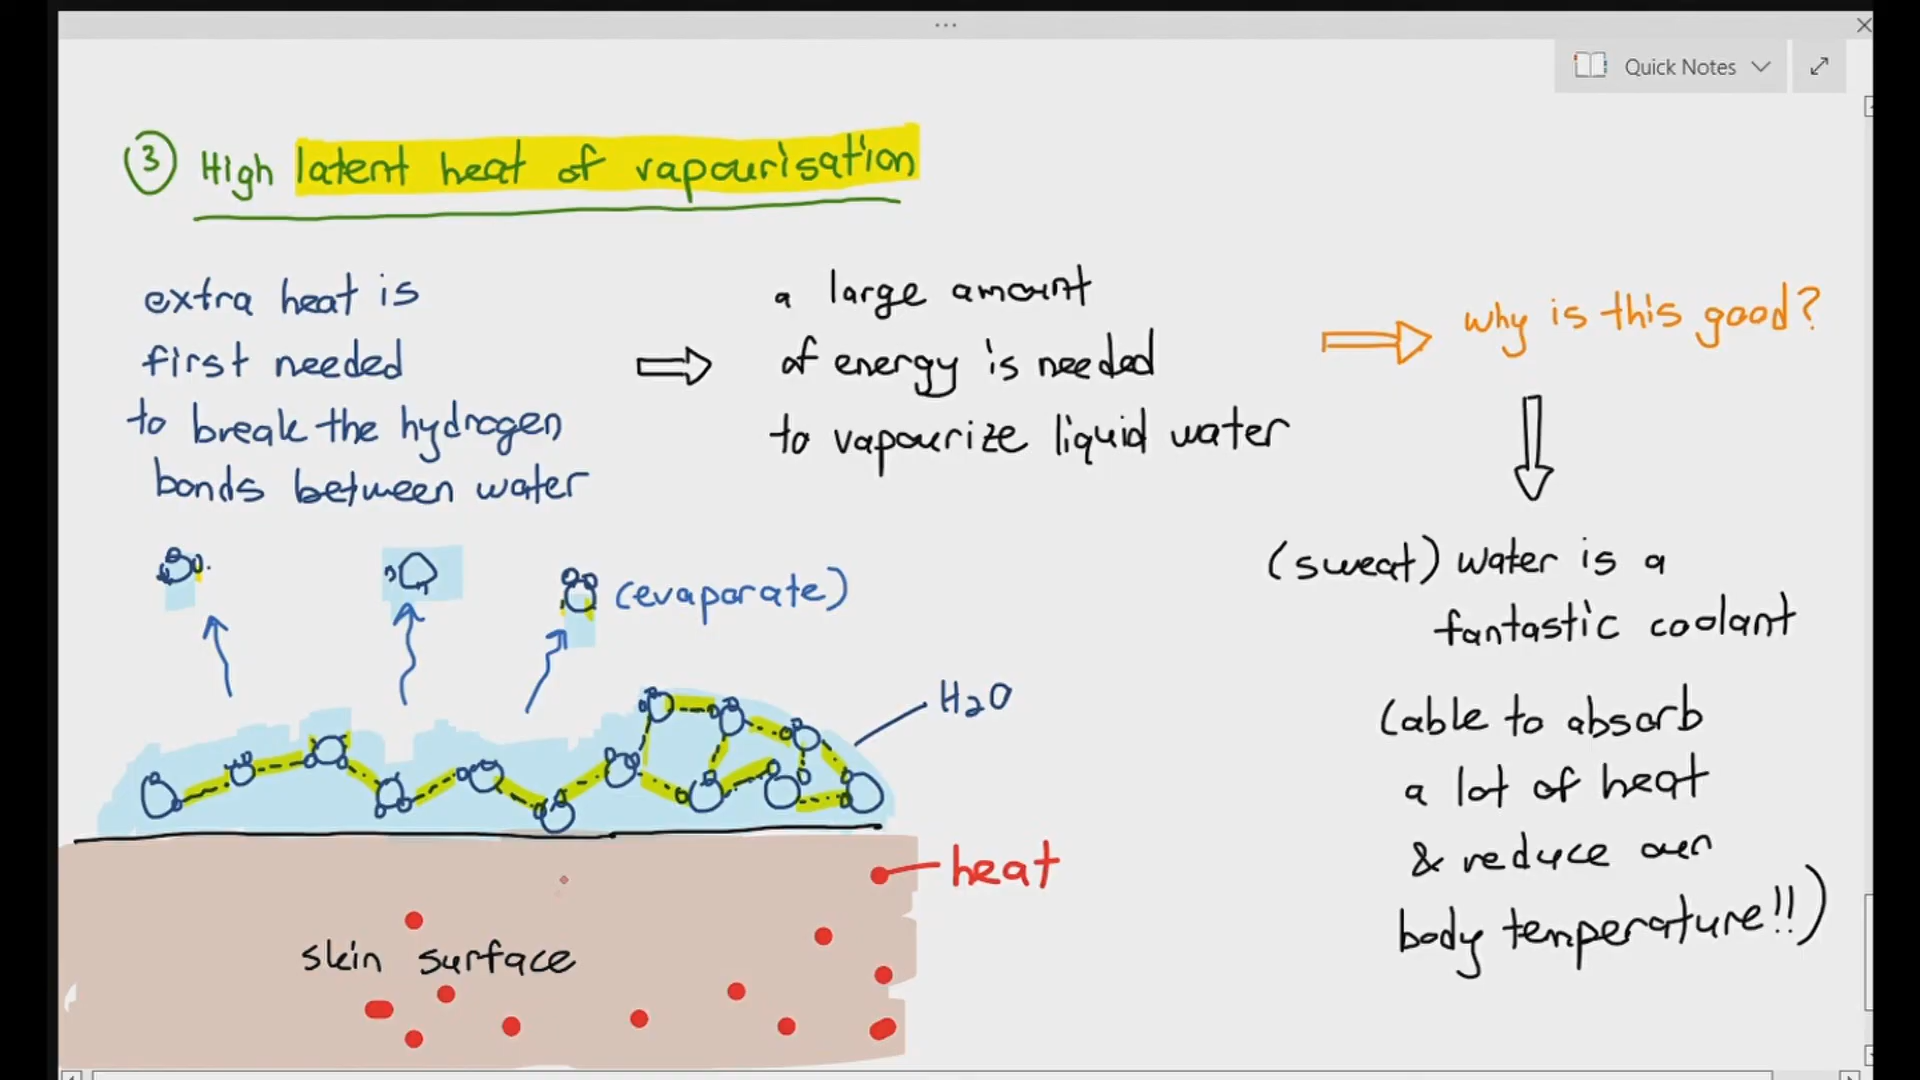 Quick Notes
3 High latent heat of vapourisation
extra heat is
first needed
to break the hydrogen
bonds between water
a large amount
of energy is needed
to vapourize liquid water
why is this good?
(sweat) water is a
fantastic coolant
(able to absorb
a lot of heat
& reduce our
body temperature!!)
(evaporate)
H2O
heat
skin surface